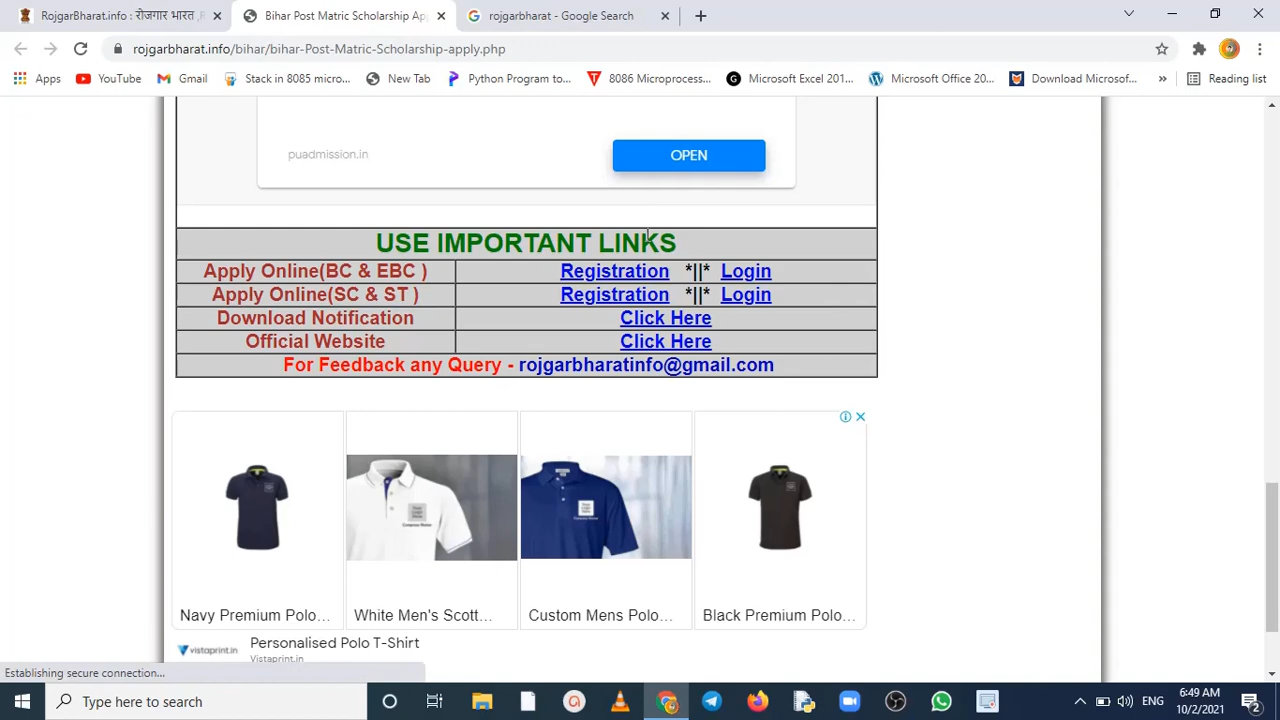 RojgarBharat.info : रोजगार भारत
Bihar Post Matric Scholarship Ap
rojgarbharat - Google Search
rojgarbharat.info/bihar/bihar-Post-Matric-Scholarship-apply.php
Apps YouTube Gmail Stack in 8085 micro... New Tab Python Program to... 8086 Microprocess... Microsoft Excel 201... Microsoft Office 20... Download Microsof... » Reading list
puadmission.in OPEN
USE IMPORTANT LINKS
Apply Online(BC & EBC ) Registration *||* Login
Apply Online(SC & ST ) Registration *||* Login
Download Notification Click Here
Official Website Click Here
For Feedback any Query - rojgarbharatinfo@gmail.com
Navy Premium Polo... White Men's Scott... Custom Mens Polo... Black Premium Polo...
vistaprint.in Personalised Polo T-Shirt
Vistaprint.in
Establishing secure connection...
Type here to search
ENG 6:49 AM
10/2/2021
2